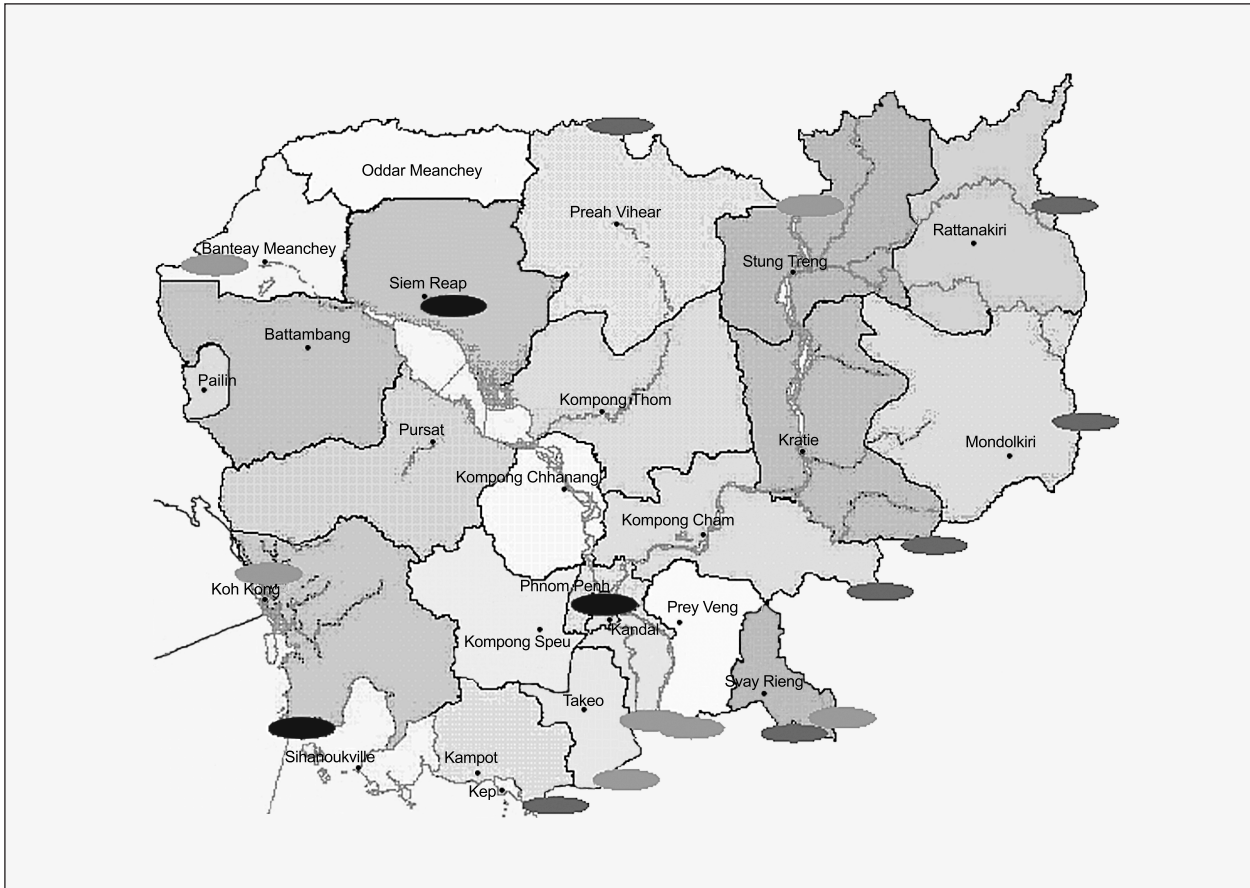 Oddar Meanchey
Preah Vihear
Rattanakiri
Banteay Meanchey
Stung Treng
Siem Reap
Battambang
Pailin
Kompong Thom
Pursat
Kratie
Mondolkiri
Kompong Chhanang
Kompong Cham
Phnom Penh
Koh Kong
Prey Veng
Kandal
Kompong Speu
Svay Rieng
Takeo
Sihanoukville
Kampot
Kep